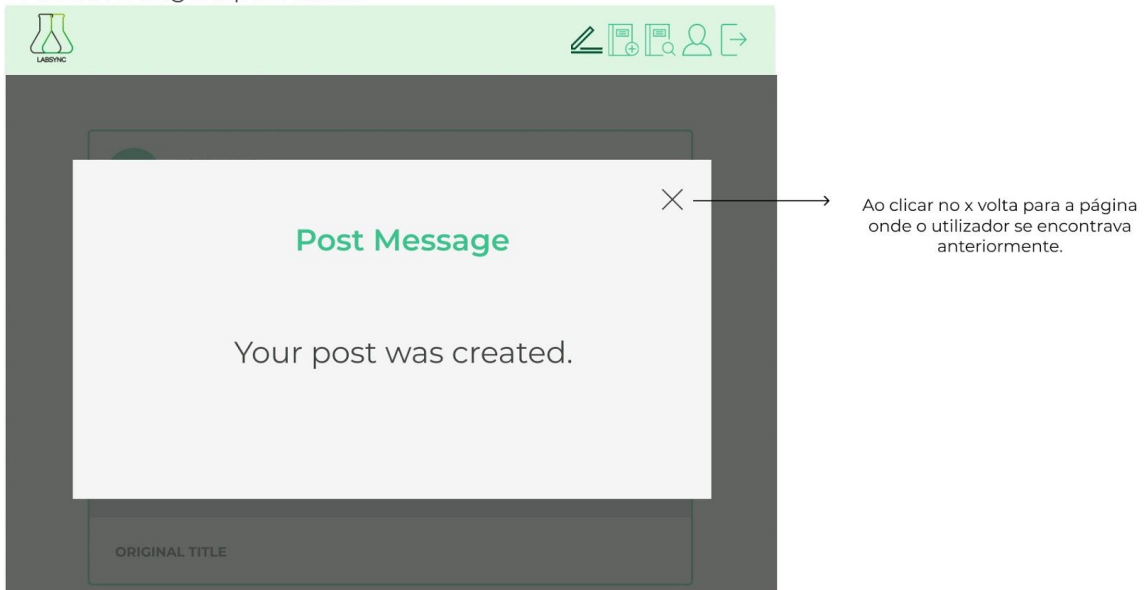 LABSYNC
Post Message
Your post was created.
ORIGINAL TITLE
Ao clicar no x volta para a página
onde o utilizador se encontrava
anteriormente.